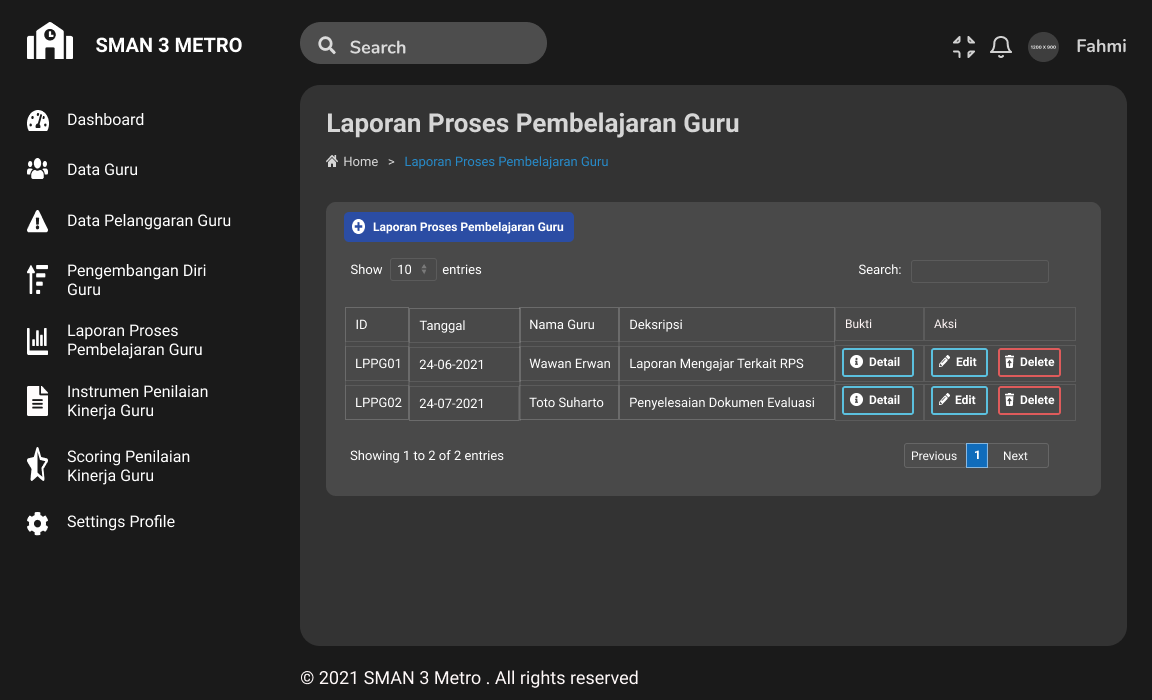 SMAN 3 METRO
Search
1200 X 900
Fahmi
Dashboard
Data Guru
Data Pelanggaran Guru
Pengembangan Diri
Guru
Laporan Proses
Pembelajaran Guru
Instrumen Penilaian
Kinerja Guru
Scoring Penilaian
Kinerja Guru
Settings Profile
Laporan Proses Pembelajaran Guru
Home > Laporan Proses Pembelajaran Guru
Laporan Proses Pembelajaran Guru
Show 10 entries
Search:
ID Tanggal Nama Guru Deksripsi Bukti Aksi
LPPG01 24-06-2021 Wawan Erwan Laporan Mengajar Terkait RPS Detail Edit Delete
LPPG02 24-07-2021 Toto Suharto Penyelesaian Dokumen Evaluasi Detail Edit Delete
Showing 1 to 2 of 2 entries
Previous 1 Next
© 2021 SMAN 3 Metro . All rights reserved